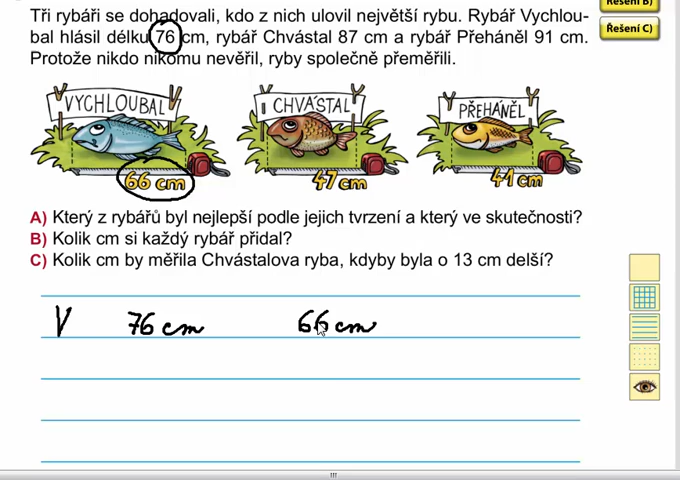 Řešení B)
Tři rybáři se dohadovali, kdo z nich ulovil největší rybu. Rybář Vychlou-
bal hlásil délku 76 cm, rybář Chvástal 87 cm a rybář Přeháněl 91 cm.
Řešení C)
Protože nikdo nikomu nevěřil, ryby společně přeměřili.
VYCHLOUBAL CHVÁSTAL PŘEHÁNĚL
66 cm 47 cm 41 cm
A) Který z rybářů byl nejlepší podle jejich tvrzení a který ve skutečnosti?
B) Kolik cm si každý rybář přidal?
C) Kolik cm by měřila Chvástalova ryba, kdyby byla o 13 cm delší?
V 76 cm 66 cm